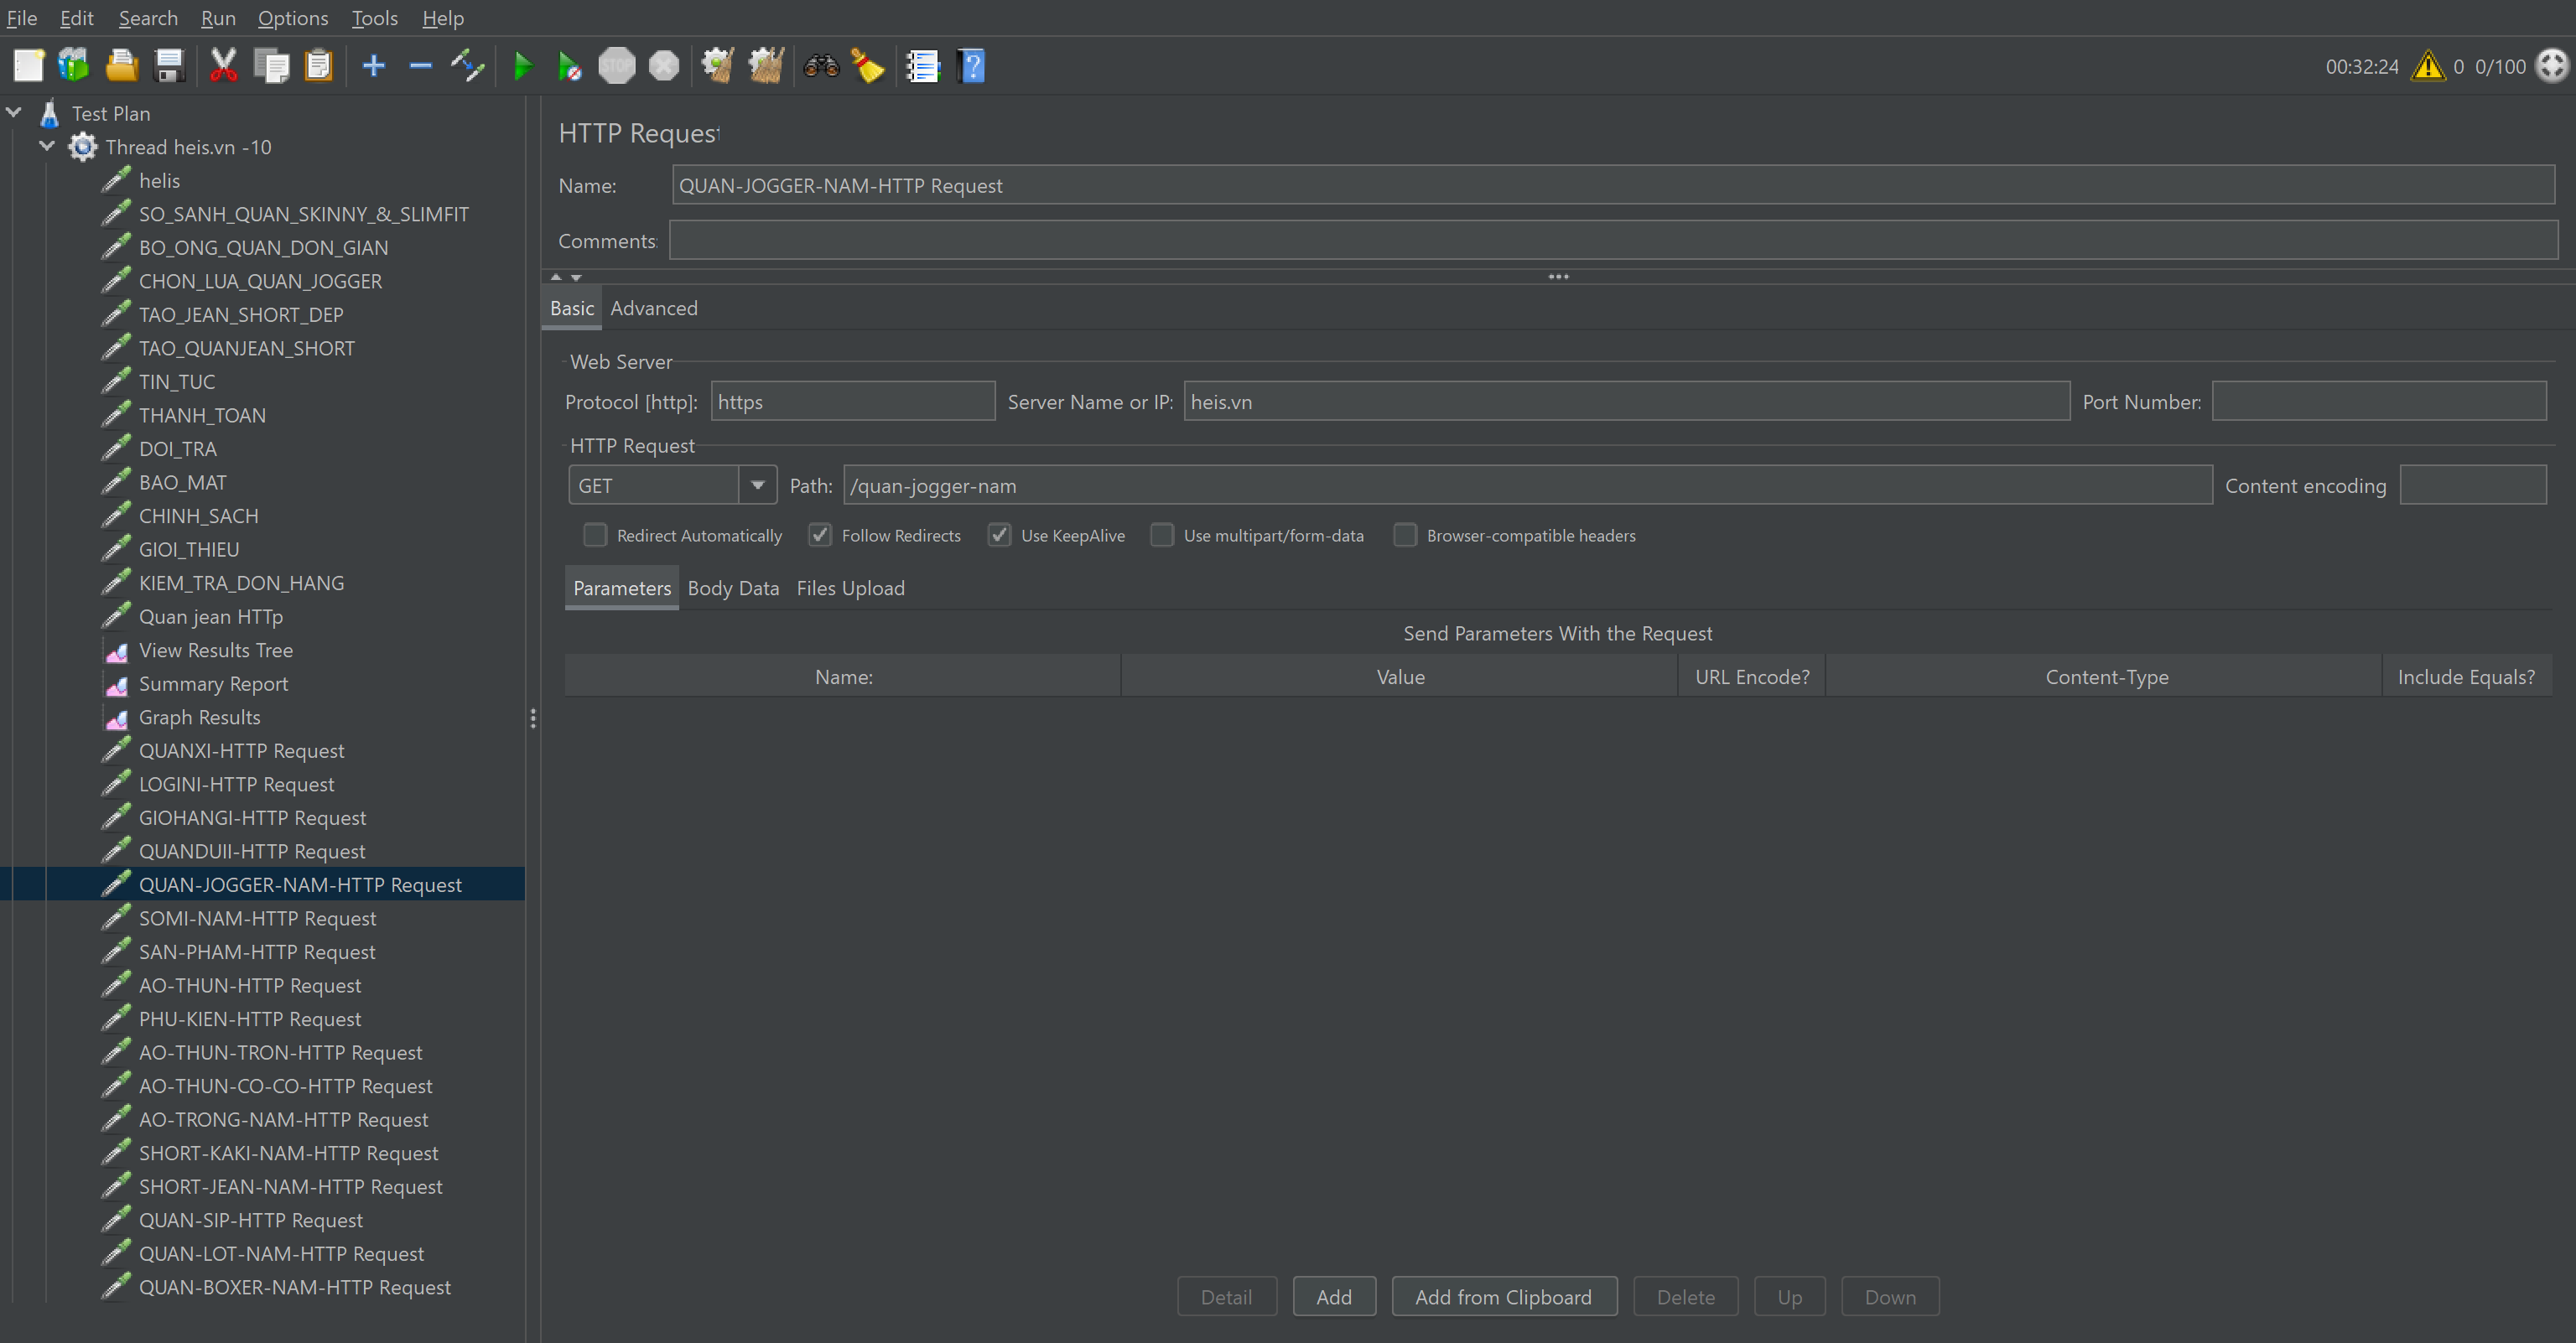 File Edit Search Run Options Tools Help
STOP
00:32:24 0 0/100
Test Plan
Thread heis.vn -10
helis
SO_SANH_QUAN_SKINNY_&_SLIMFIT
BO_ONG_QUAN_DON_GIAN
CHON_LUA_QUAN_JOGGER
TAO_JEAN_SHORT_DEP
TAO_QUANJEAN_SHORT
TIN_TUC
THANH_TOAN
DOI_TRA
BAO_MAT
CHINH_SACH
GIOI_THIEU
KIEM_TRA_DON_HANG
Quan jean HTTp
View Results Tree
Summary Report
Graph Results
QUANXI-HTTP Request
LOGINI-HTTP Request
GIOHANGI-HTTP Request
QUANDUII-HTTP Request
QUAN-JOGGER-NAM-HTTP Request
SOMI-NAM-HTTP Request
SAN-PHAM-HTTP Request
AO-THUN-HTTP Request
PHU-KIEN-HTTP Request
AO-THUN-TRON-HTTP Request
AO-THUN-CO-CO-HTTP Request
AO-TRONG-NAM-HTTP Request
SHORT-KAKI-NAM-HTTP Request
SHORT-JEAN-NAM-HTTP Request
QUAN-SIP-HTTP Request
QUAN-LOT-NAM-HTTP Request
QUAN-BOXER-NAM-HTTP Request
HTTP Request
Name: QUAN-JOGGER-NAM-HTTP Request
Comments:
Basic Advanced
Web Server
Protocol [http]: https Server Name or IP: heis.vn Port Number:
HTTP Request
GET Path: /quan-jogger-nam Content encoding
Redirect Automatically Follow Redirects Use KeepAlive Use multipart/form-data Browser-compatible headers
Parameters Body Data Files Upload
Send Parameters With the Request
Name: Value URL Encode? Content-Type Include Equals?
Detail Add Add from Clipboard Delete Up Down